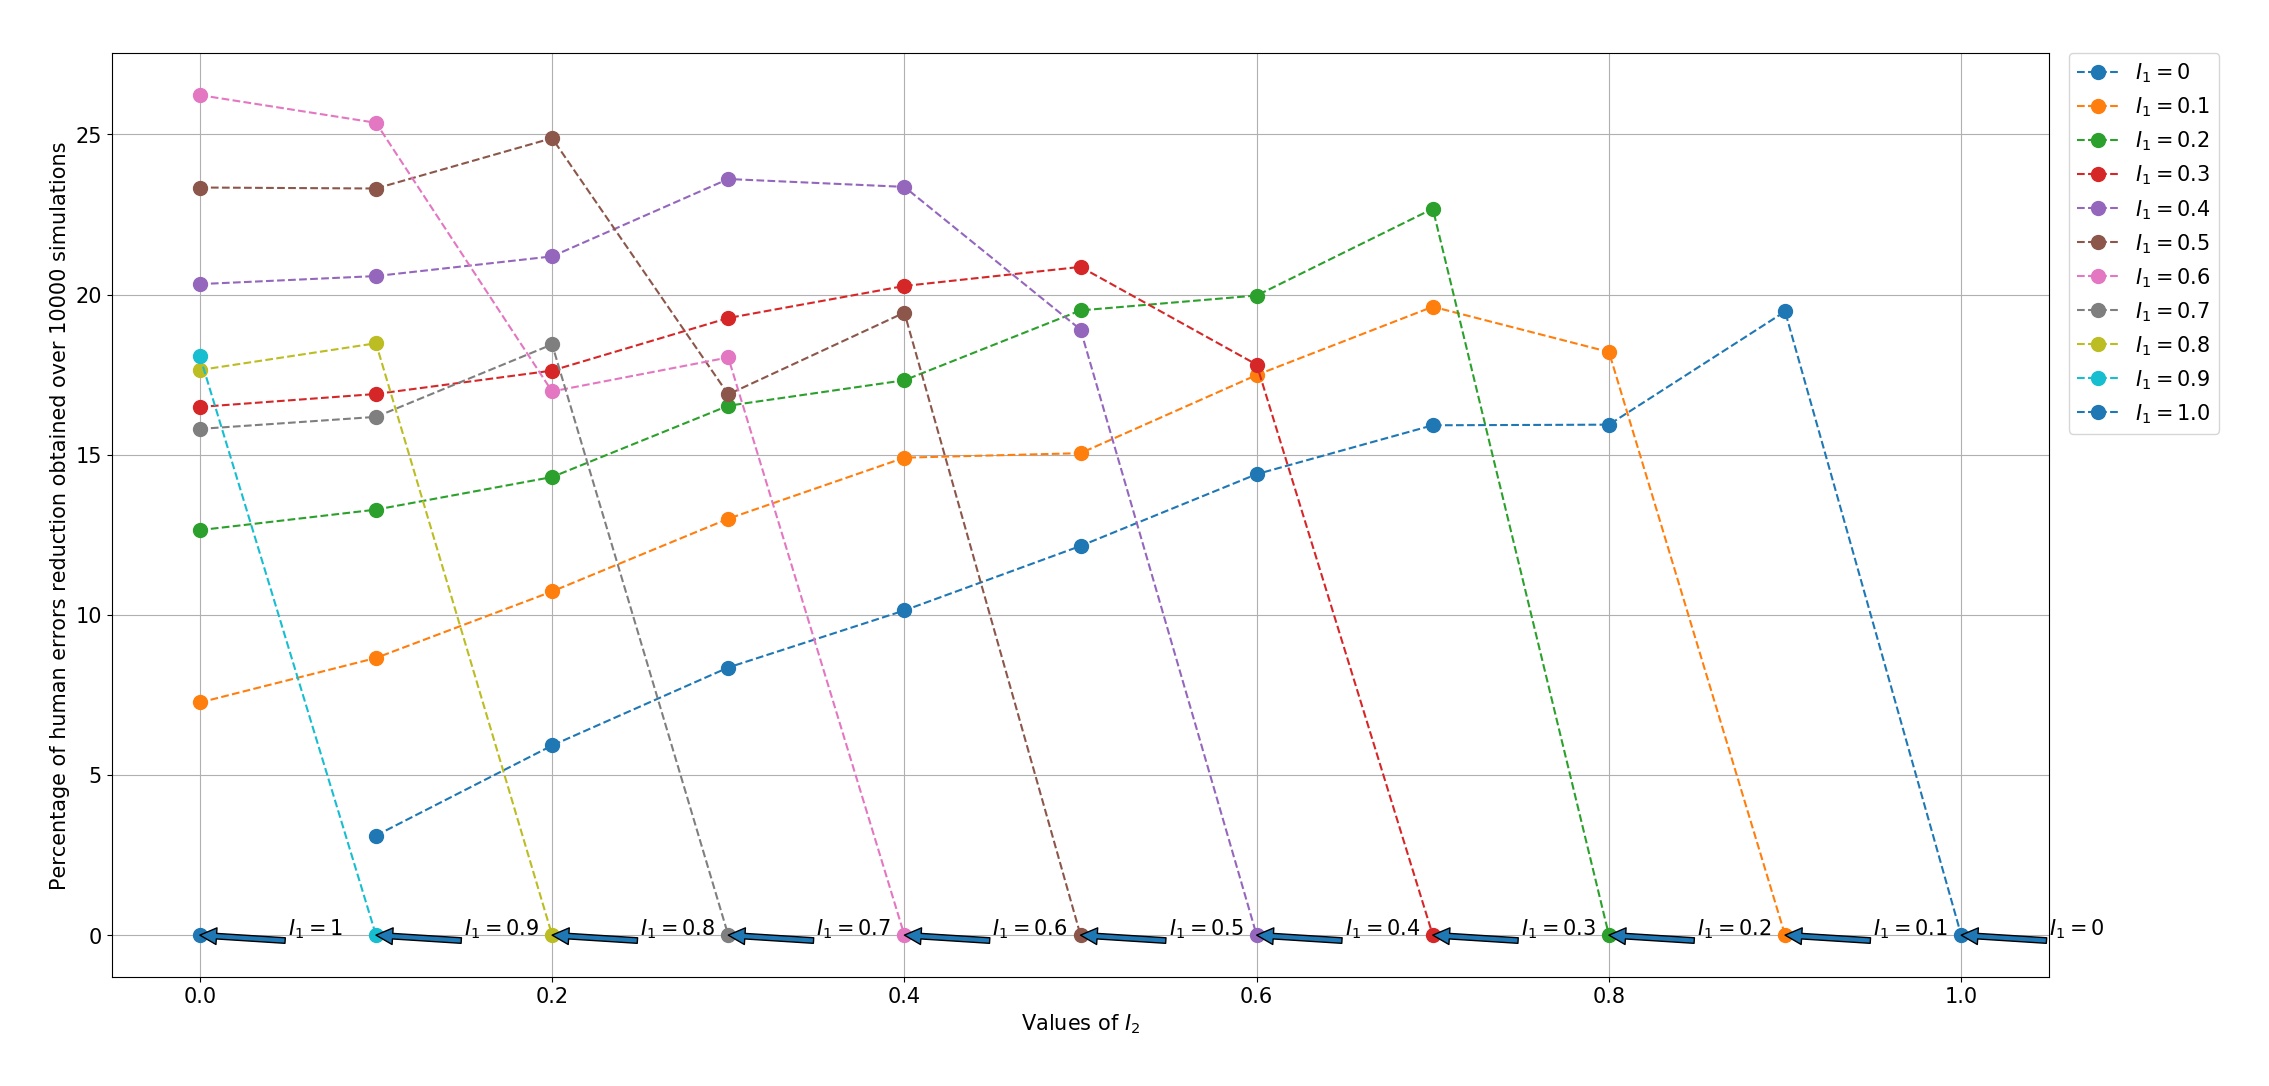 Percentage of human errors reduction obtained over 10000 simulations
25
20
15
10
5
0
I₁ = 1
I₁ = 0.9
I₁ = 0.8
I₁ = 0.7
I₁ = 0.6
I₁ = 0.5
I₁ = 0.4
I₁ = 0.3
I₁ = 0.2
I₁ = 0.1
I₁ = 0
0.0
0.2
0.4
0.6
0.8
1.0
Values of I₂
I₁ = 0
I₁ = 0.1
I₁ = 0.2
I₁ = 0.3
I₁ = 0.4
I₁ = 0.5
I₁ = 0.6
I₁ = 0.7
I₁ = 0.8
I₁ = 0.9
I₁ = 1.0